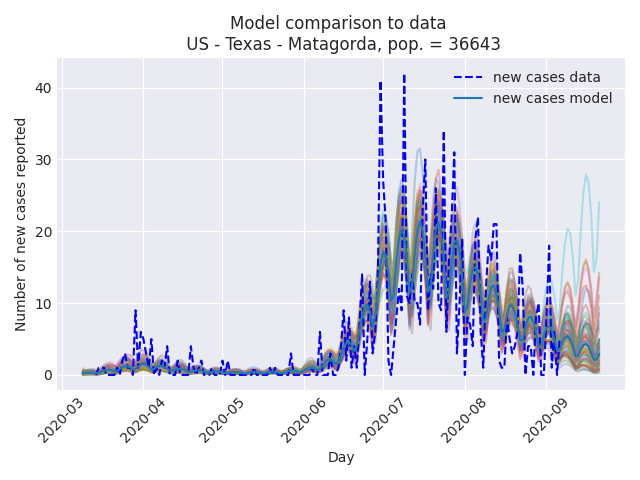 Model comparison to data
US - Texas - Matagorda, pop. = 36643
new cases data
new cases model
Number of new cases reported
40
30
20
10
0
2020-03
2020-04
2020-05
2020-06
2020-07
2020-08
2020-09
Day